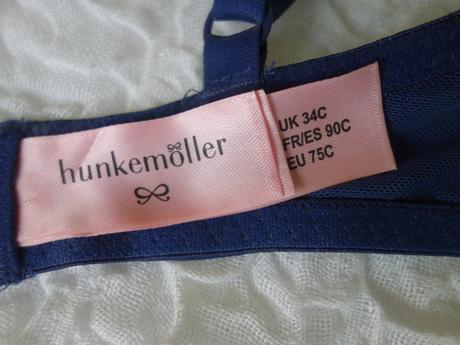 hunkemöller
UK 34C
FR/ES 90C
EU 75C